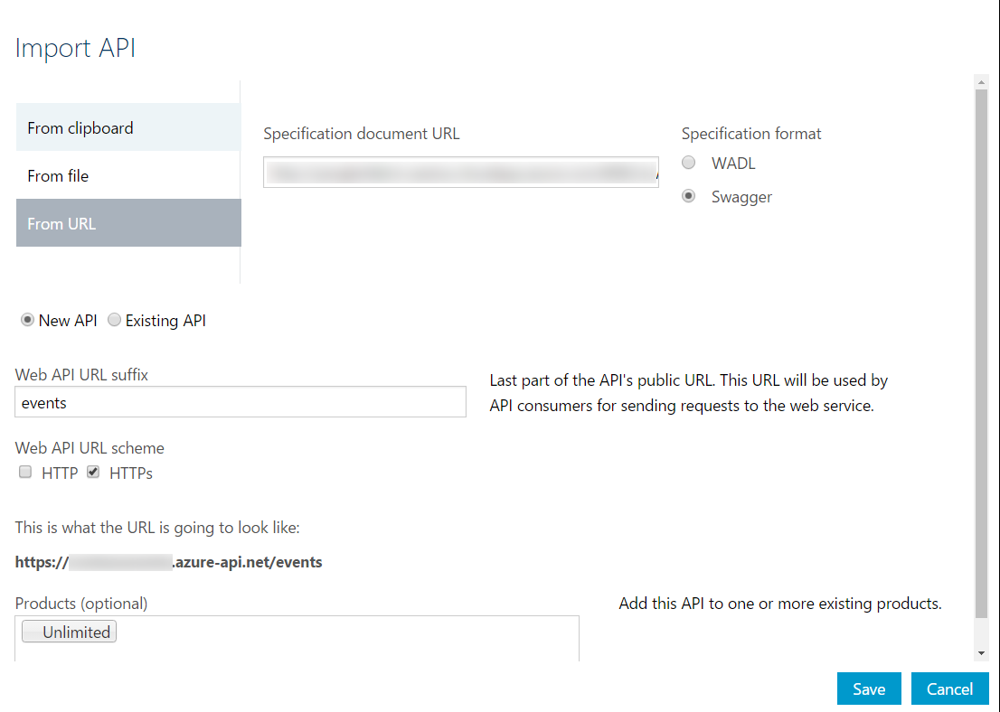 Import API
From clipboard
From file
From URL
Specification document URL
Specification format
WADL
Swagger
New API Existing API
Web API URL suffix
events
Last part of the API's public URL. This URL will be used by
API consumers for sending requests to the web service.
Web API URL scheme
HTTP HTTPs
This is what the URL is going to look like:
https:// .azure-api.net/events
Products (optional)
Add this API to one or more existing products.
Unlimited
Save Cancel